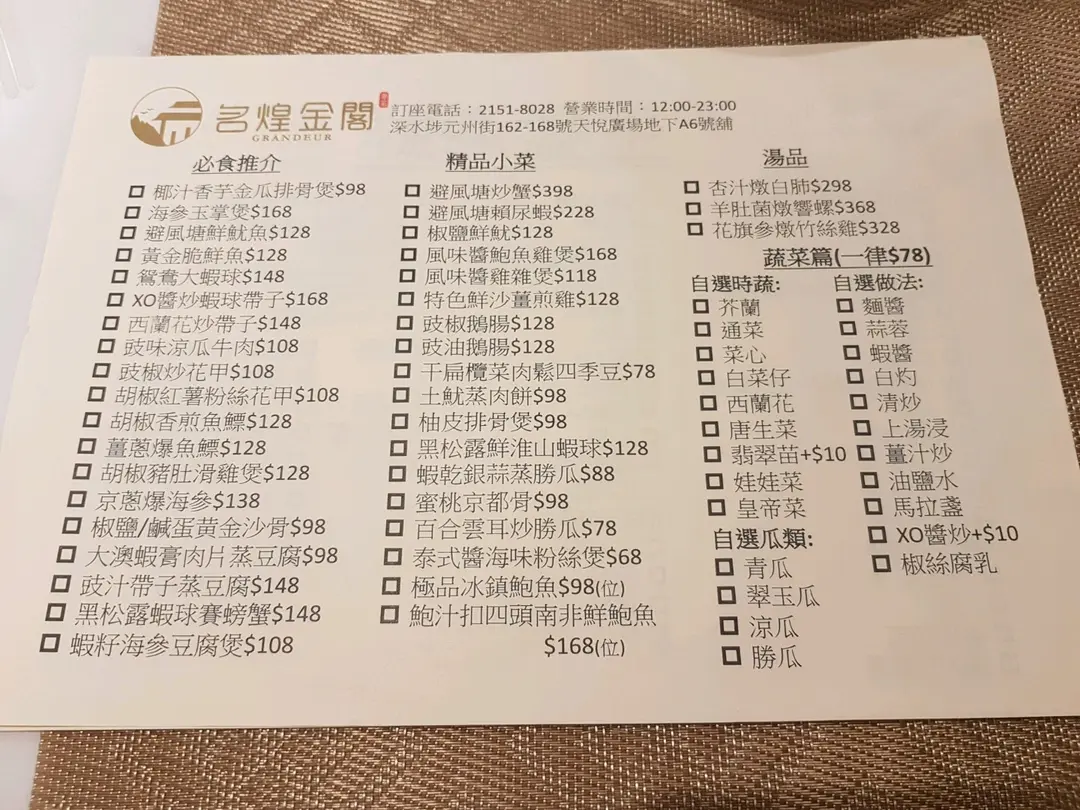 名煌金閣
GRANDEUR
訂座電話：2151-8028 營業時間：12:00-23:00
深水埗元州街162-168號天悅廣場地下A6號舖
必食推介
椰汁香芋金瓜排骨煲$98
海參玉掌煲$168
避風塘鮮魷魚$128
黃金脆鮮魚$128
鴛鴦大蝦球$148
XO醬炒蝦球帶子$168
西蘭花炒帶子$148
豉味涼瓜牛肉$108
豉椒炒花甲$108
胡椒紅薯粉絲花甲$108
胡椒香煎魚鰾$128
薑蔥爆魚鰾$128
胡椒豬肚滑雞煲$128
京蔥爆海參$138
椒鹽/鹹蛋黃金沙骨$98
大澳蝦膏肉片蒸豆腐$98
豉汁帶子蒸豆腐$148
黑松露蝦球賽螃蟹$148
蝦籽海參豆腐煲$108
精品小菜
避風塘炒蟹$398
避風塘賴尿蝦$228
椒鹽鮮魷$128
風味醬鮑魚雞煲$168
風味醬雞雜煲$118
特色鮮沙薑煎雞$128
豉椒鵝腸$128
豉油鵝腸$128
干扁欖菜肉鬆四季豆$78
土魷蒸肉餅$98
柚皮排骨煲$98
黑松露鮮淮山蝦球$128
蝦乾銀蒜蒸勝瓜$88
蜜桃京都骨$98
百合雲耳炒勝瓜$78
泰式醬海味粉絲煲$68
極品冰鎮鮑魚$98(位)
鮑汁扣四頭南非鮮鮑魚
$168(位)
湯品
杏汁燉白肺$298
羊肚菌燉響螺$368
花旗參燉竹絲雞$328
蔬菜篇(一律$78)
自選時蔬:
芥蘭
通菜
菜心
白菜仔
西蘭花
唐生菜
翡翠苗+$10
娃娃菜
皇帝菜
自選瓜類:
青瓜
翠玉瓜
涼瓜
勝瓜
自選做法:
麵醬
蒜蓉
蝦醬
白灼
清炒
上湯浸
薑汁炒
油鹽水
馬拉盞
XO醬炒+$10
椒絲腐乳